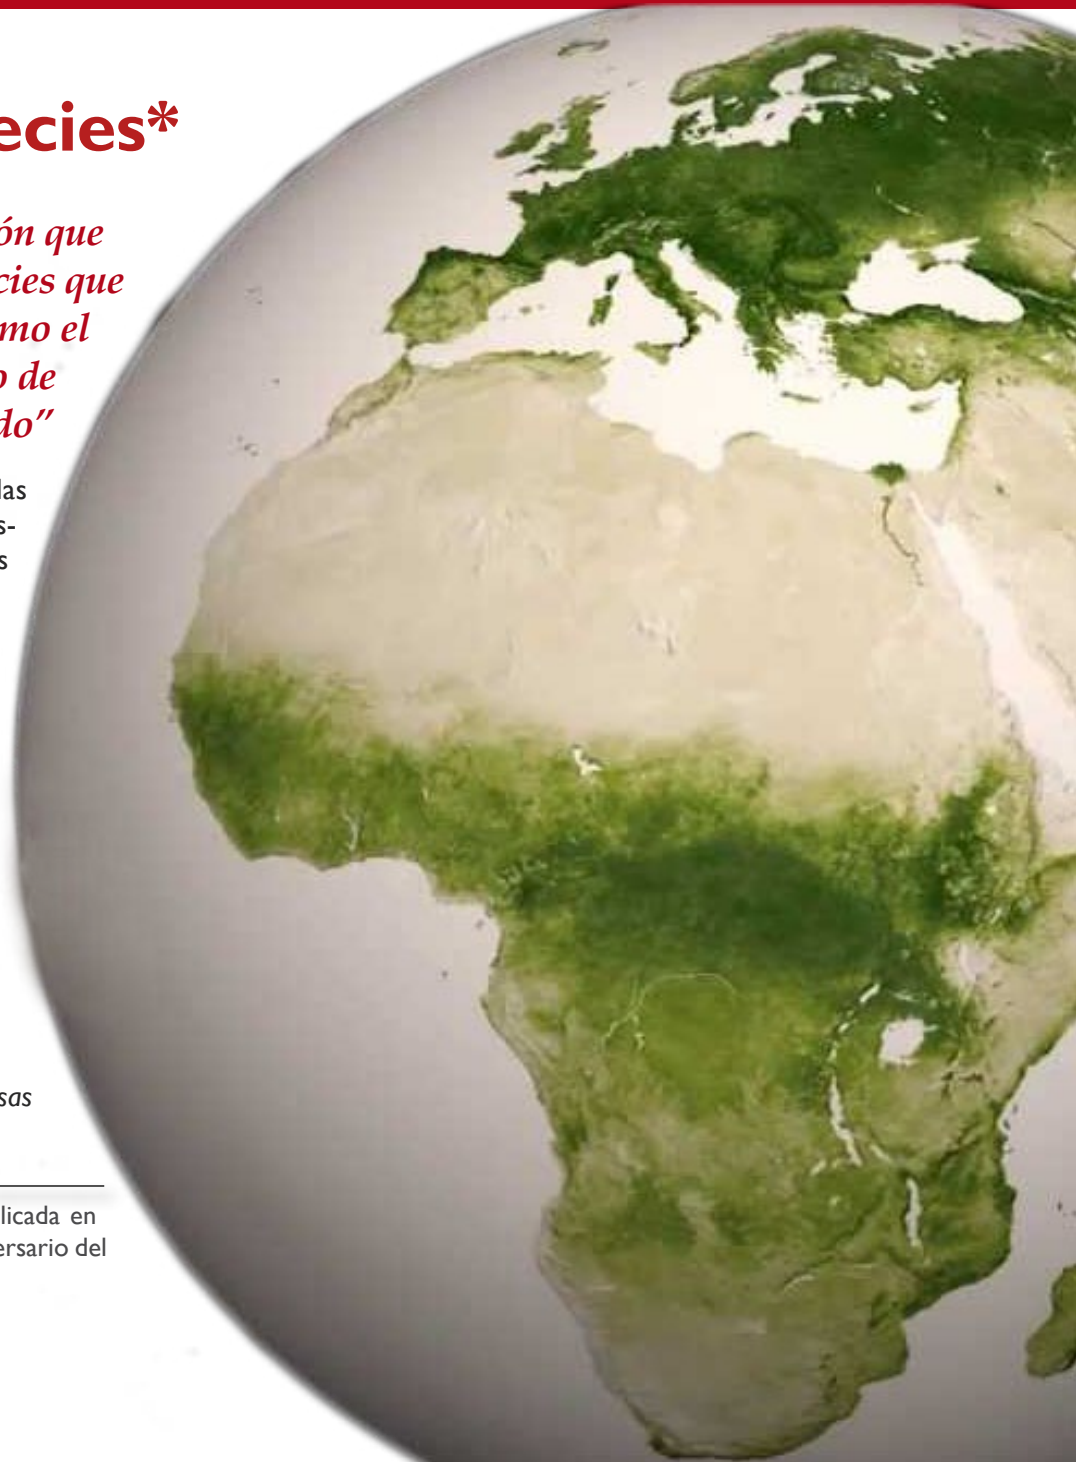 ecies*
ón que
cies que
mo el
o de
do”
las
s-
s
sas
licada en
ersario del